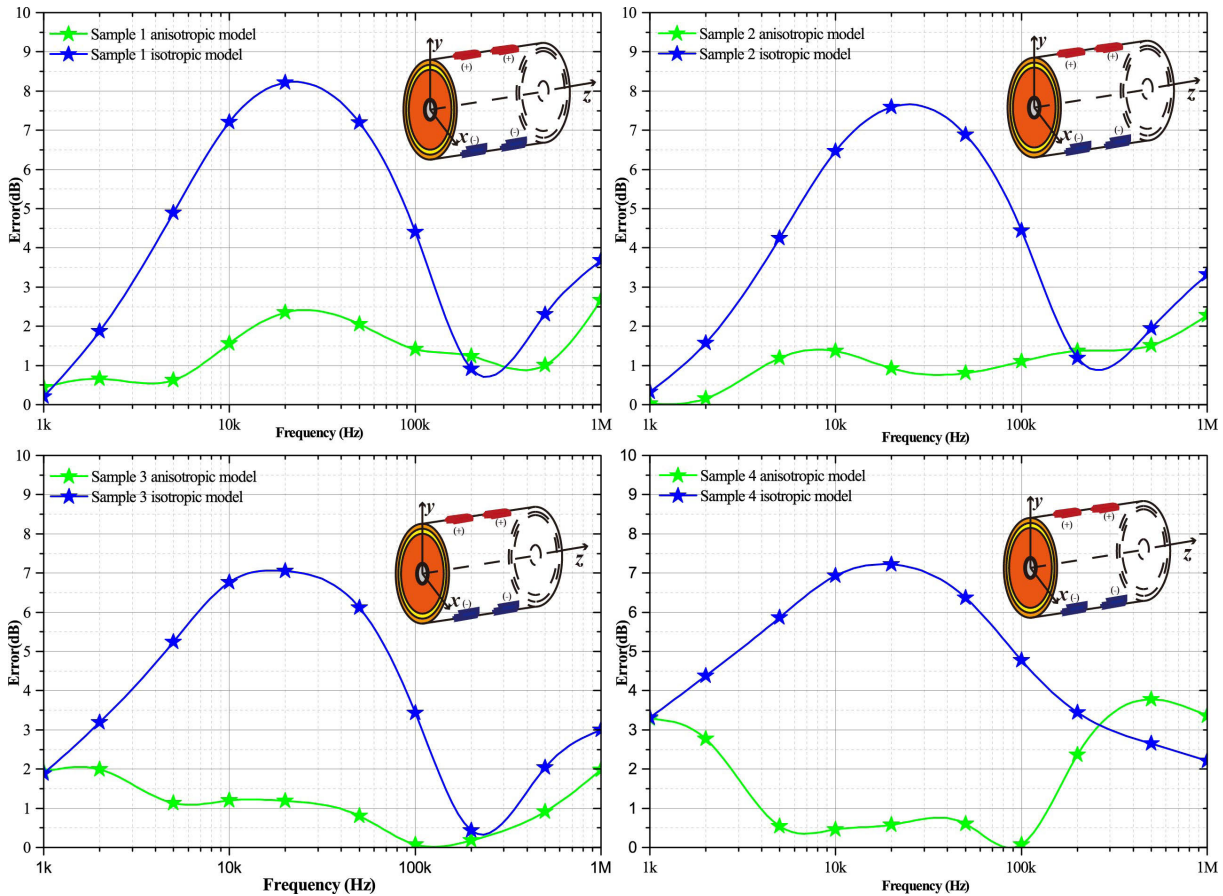 Sample 1 anisotropic model
Sample 1 isotropic model
10
9
8
7
6
5
4
3
2
1
0
Error(dB)
y
z
x
(+)
(+)
(-)
(-)
1k
10k
100k
1M
Frequency (Hz)
Sample 2 anisotropic model
Sample 2 isotropic model
10
9
8
7
6
5
4
3
2
1
0
Error(dB)
y
z
x
(+)
(+)
(-)
(-)
1k
10k
100k
1M
Frequency (Hz)
Sample 3 anisotropic model
Sample 3 isotropic model
10
9
8
7
6
5
4
3
2
1
0
Error(dB)
y
z
x
(+)
(+)
(-)
(-)
1k
10k
100k
1M
Frequency (Hz)
Sample 4 anisotropic model
Sample 4 isotropic model
10
9
8
7
6
5
4
3
2
1
0
Error(dB)
y
z
x
(+)
(+)
(-)
(-)
1k
10k
100k
1M
Frequency (Hz)